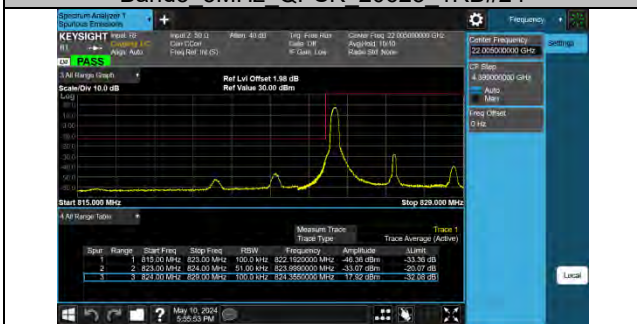 Spectrum Analyzer 1
Spurious Emissions
Frequency
KEYSIGHT Input: RF
Input Z: 50 Ω
Atten: 40 dB
Trig: Free Run
Center Freq: 22.005000000 GHz
Align: Auto
Freq Ref: Int (S)
Gate: Off
IF Gain: Low
Avg|Hold: 10/10
Radio Std: None
PASS
Center Frequency
22.005000000 GHz
Settings
CF Step
4.399000000 GHz
Auto
Man
Freq Offset
0 Hz
3 All Range Graph
Scale/Div 10.0 dB
Ref Lvl Offset 1.98 dB
Ref Value 30.00 dBm
Log
Start 815.000 MHz
Stop 829.000 MHz
4 All Range Table
Measure Trace Trace 1
Trace Type Trace Average (Active)
Spur Range Start Freq Stop Freq RBW Frequency Amplitude ΔLimit
1 1 815.00 MHz 823.00 MHz 100.0 kHz 822.1920000 MHz -46.36 dBm -33.36 dB
2 2 823.00 MHz 824.00 MHz 51.00 kHz 823.9990000 MHz -33.07 dBm -20.07 dB
3 3 824.00 MHz 829.00 MHz 100.0 kHz 824.3550000 MHz 17.92 dBm -32.08 dB
Local
May 10, 2024
5:55:53 PM